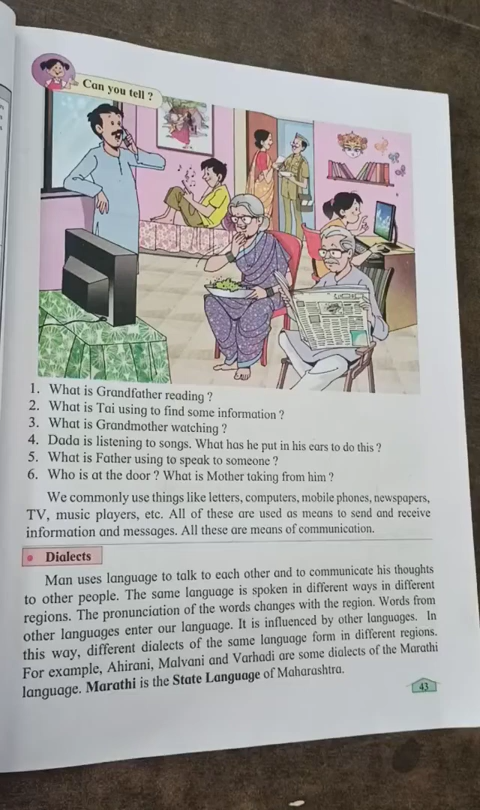 Can you tell ?
1. What is Grandfather reading ?
2. What is Tai using to find some information ?
3. What is Grandmother watching ?
4. Dada is listening to songs. What has he put in his ears to do this ?
5. What is Father using to speak to someone ?
6. Who is at the door ? What is Mother taking from him ?
We commonly use things like letters, computers, mobile phones, newspapers,
TV, music players, etc. All of these are used as means to send and receive
information and messages. All these are means of communication.
• Dialects
Man uses language to talk to each other and to communicate his thoughts
to other people. The same language is spoken in different ways in different
regions. The pronunciation of the words changes with the region. Words from
other languages enter our language. It is influenced by other languages. In
this way, different dialects of the same language form in different regions.
For example, Ahirani, Malvani and Varhadi are some dialects of the Marathi
language. Marathi is the State Language of Maharashtra.
43